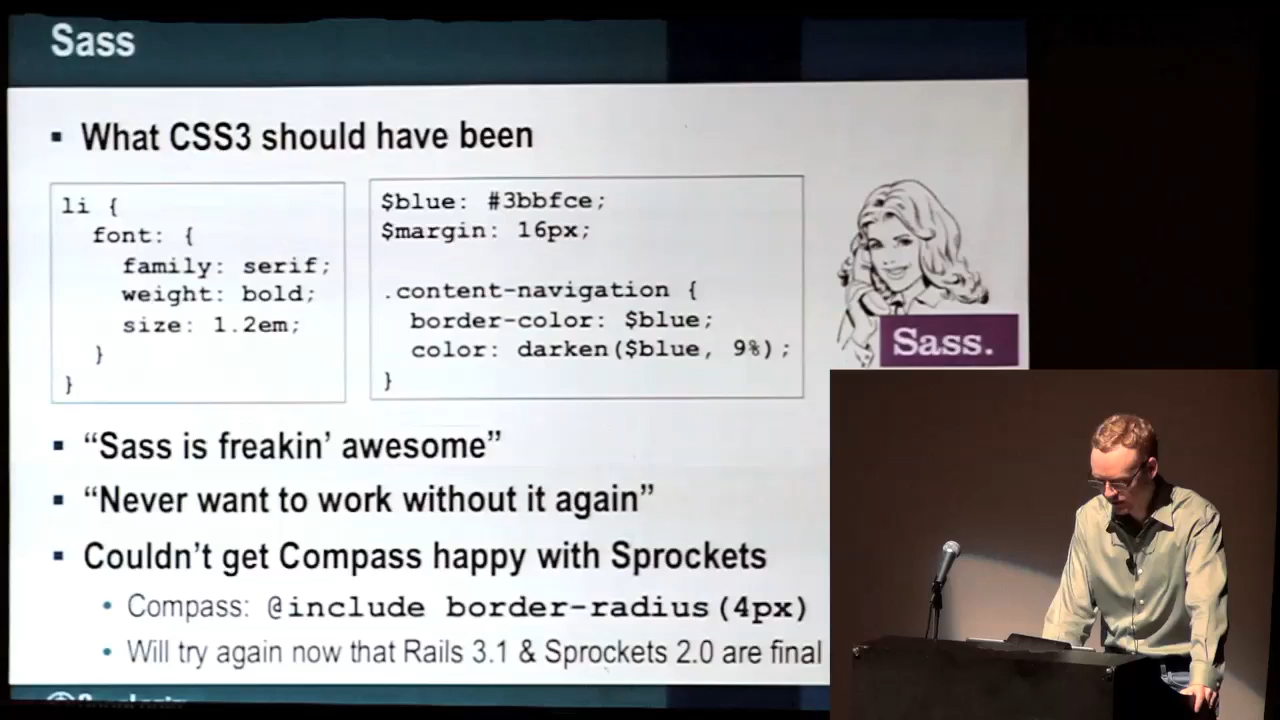 Sass
▪ What CSS3 should have been
li {
font: {
family: serif;
weight: bold;
size: 1.2em;
}
}
$blue: #3bbfce;
$margin: 16px;
.content-navigation {
border-color: $blue;
color: darken($blue, 9%);
}
Sass.
▪ “Sass is freakin’ awesome”
▪ “Never want to work without it again”
▪ Couldn’t get Compass happy with Sprockets
• Compass: @include border-radius(4px)
• Will try again now that Rails 3.1 & Sprockets 2.0 are final